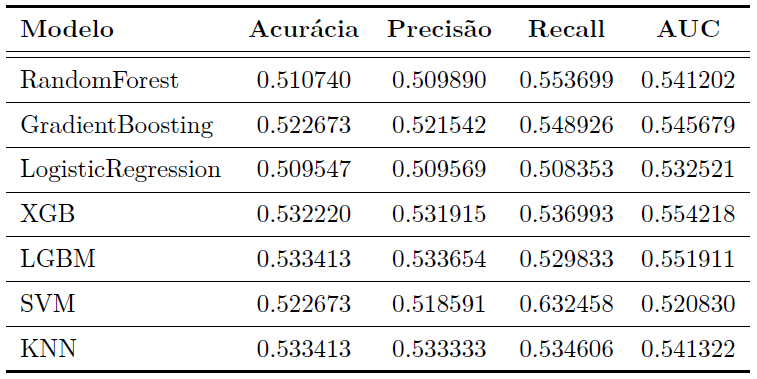 Modelo Acurácia Precisão Recall AUC
RandomForest 0.510740 0.509890 0.553699 0.541202
GradientBoosting 0.522673 0.521542 0.548926 0.545679
LogisticRegression 0.509547 0.509569 0.508353 0.532521
XGB 0.532220 0.531915 0.536993 0.554218
LGBM 0.533413 0.533654 0.529833 0.551911
SVM 0.522673 0.518591 0.632458 0.520830
KNN 0.533413 0.533333 0.534606 0.541322